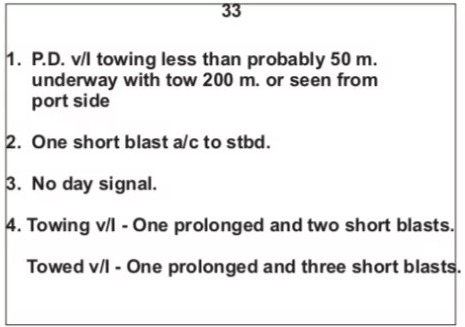 33
1. P.D. v/l towing less than probably 50 m.
underway with tow 200 m. or seen from
port side
2. One short blast a/c to stbd.
3. No day signal.
4. Towing v/l - One prolonged and two short blasts.
Towed v/l - One prolonged and three short blasts.